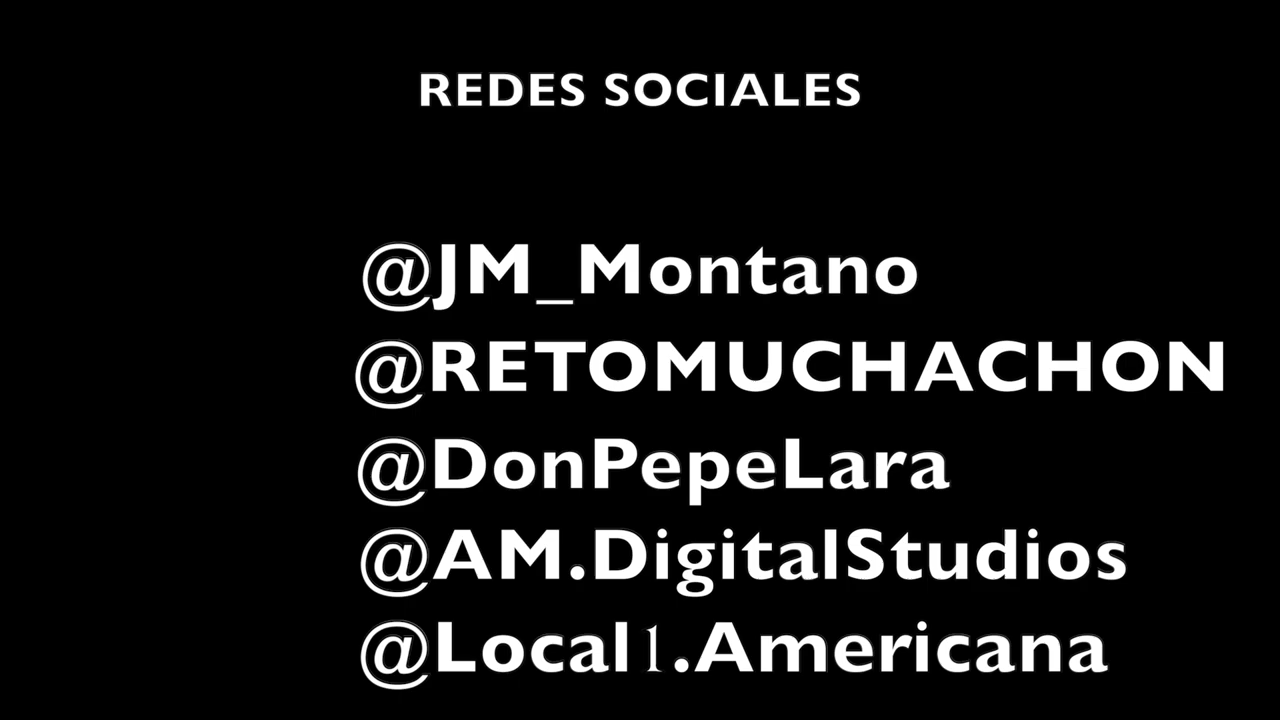 REDES SOCIALES
@JM_Montano
@RETOMUCHACHON
@DonPepeLara
@AM.DigitalStudios
@Local1.Americana